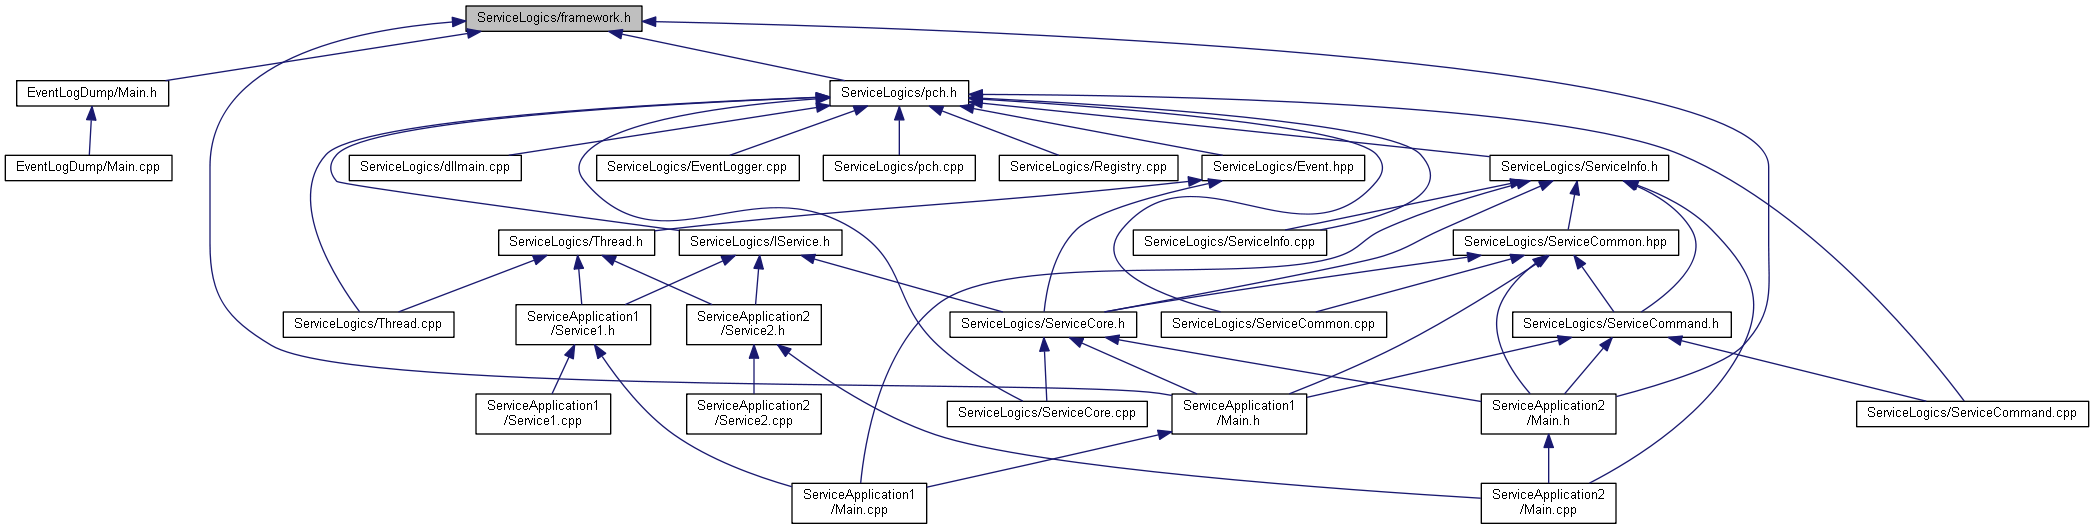 ServiceLogics/framework.h
EventLogDump/Main.h
ServiceLogics/pch.h
EventLogDump/Main.cpp
ServiceLogics/dllmain.cpp
ServiceLogics/EventLogger.cpp
ServiceLogics/pch.cpp
ServiceLogics/Registry.cpp
ServiceLogics/Event.hpp
ServiceLogics/ServiceInfo.h
ServiceLogics/Thread.h
ServiceLogics/IService.h
ServiceLogics/ServiceInfo.cpp
ServiceLogics/ServiceCommon.hpp
ServiceLogics/Thread.cpp
ServiceApplication1
/Service1.h
ServiceApplication2
/Service2.h
ServiceLogics/ServiceCore.h
ServiceLogics/ServiceCommon.cpp
ServiceLogics/ServiceCommand.h
ServiceApplication1
/Service1.cpp
ServiceApplication2
/Service2.cpp
ServiceLogics/ServiceCore.cpp
ServiceApplication1
/Main.h
ServiceApplication2
/Main.h
ServiceLogics/ServiceCommand.cpp
ServiceApplication1
/Main.cpp
ServiceApplication2
/Main.cpp